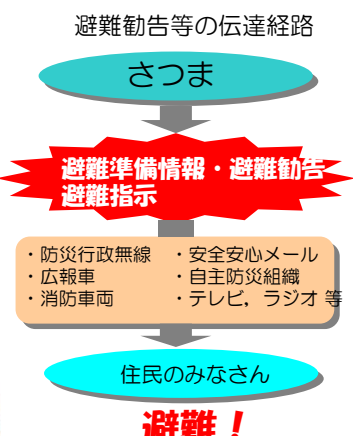 避難勧告等の伝達経路
さつま
避難準備情報・避難勧告
避難指示
・防災行政無線 ・安全安心メール
・広報車 ・自主防災組織
・消防車両 ・テレビ，ラジオ 等
住民のみなさん
避難！